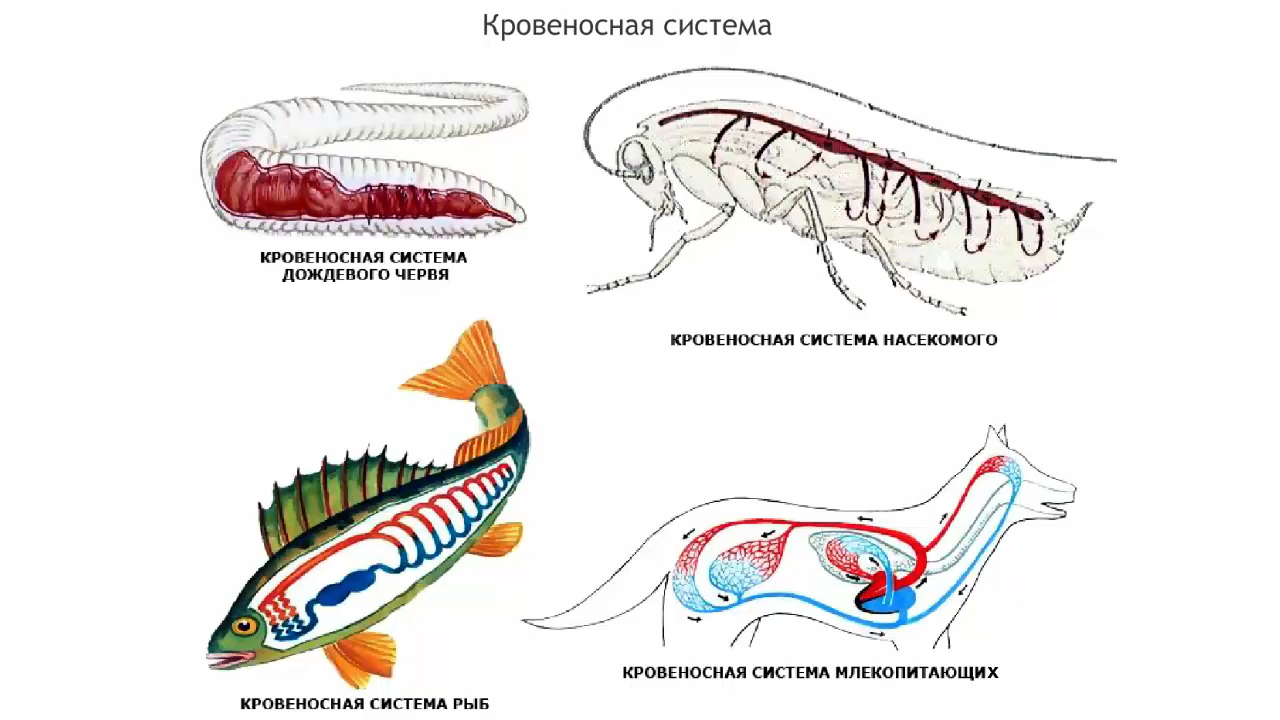 Кровеносная система
КРОВЕНОСНАЯ СИСТЕМА
ДОЖДЕВОГО ЧЕРВЯ
КРОВЕНОСНАЯ СИСТЕМА НАСЕКОМОГО
КРОВЕНОСНАЯ СИСТЕМА РЫБ
КРОВЕНОСНАЯ СИСТЕМА МЛЕКОПИТАЮЩИХ